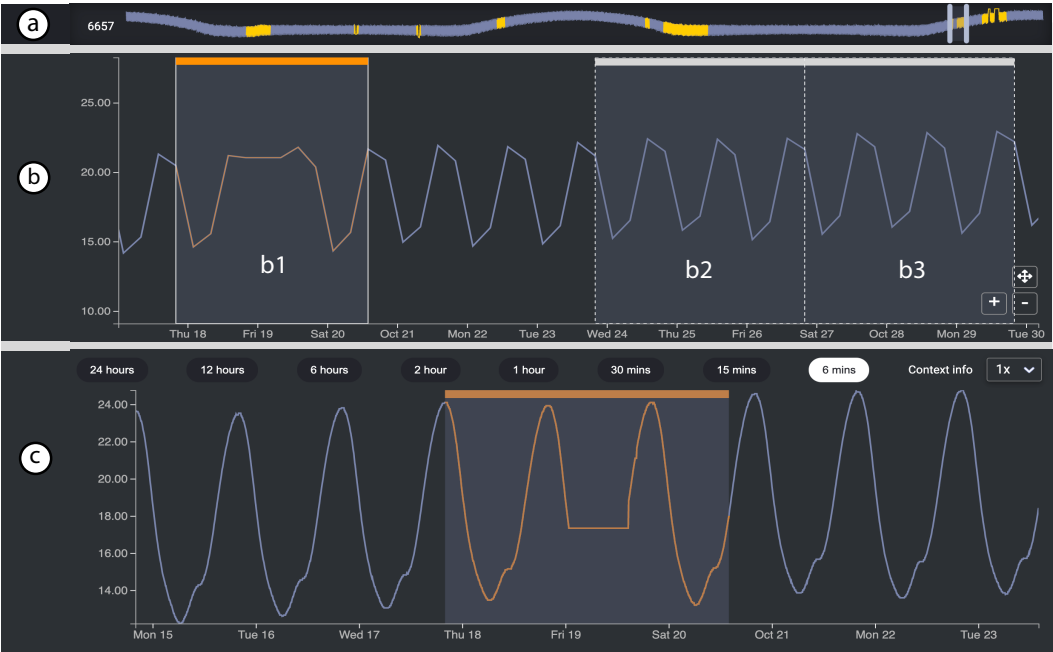 a
6657
b
25.00
20.00
15.00
10.00
b1
b2
b3
+
-
Thu 18
Fri 19
Sat 20
Oct 21
Mon 22
Tue 23
Wed 24
Thu 25
Fri 26
Sat 27
Oct 28
Mon 29
Tue 30
24 hours
12 hours
6 hours
2 hour
1 hour
30 mins
15 mins
6 mins
Context info
1x
c
24.00
22.00
20.00
18.00
16.00
14.00
Mon 15
Tue 16
Wed 17
Thu 18
Fri 19
Sat 20
Oct 21
Mon 22
Tue 23